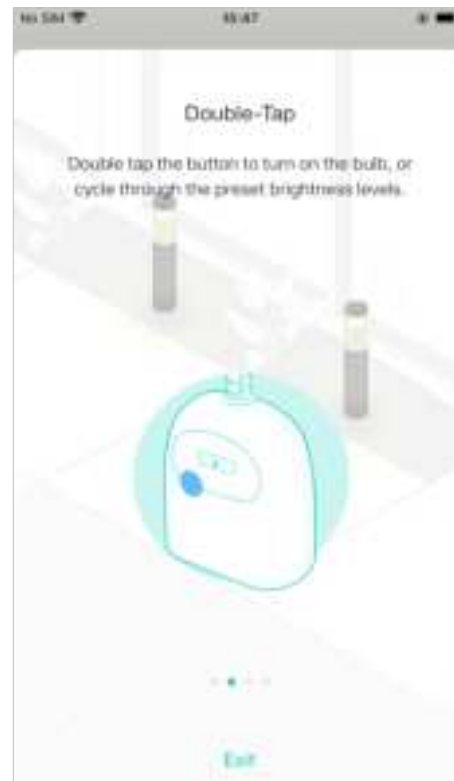 No SIM
15:47
Double-Tap
Double tap the button to turn on the bulb, or
cycle through the preset brightness levels.
Exit